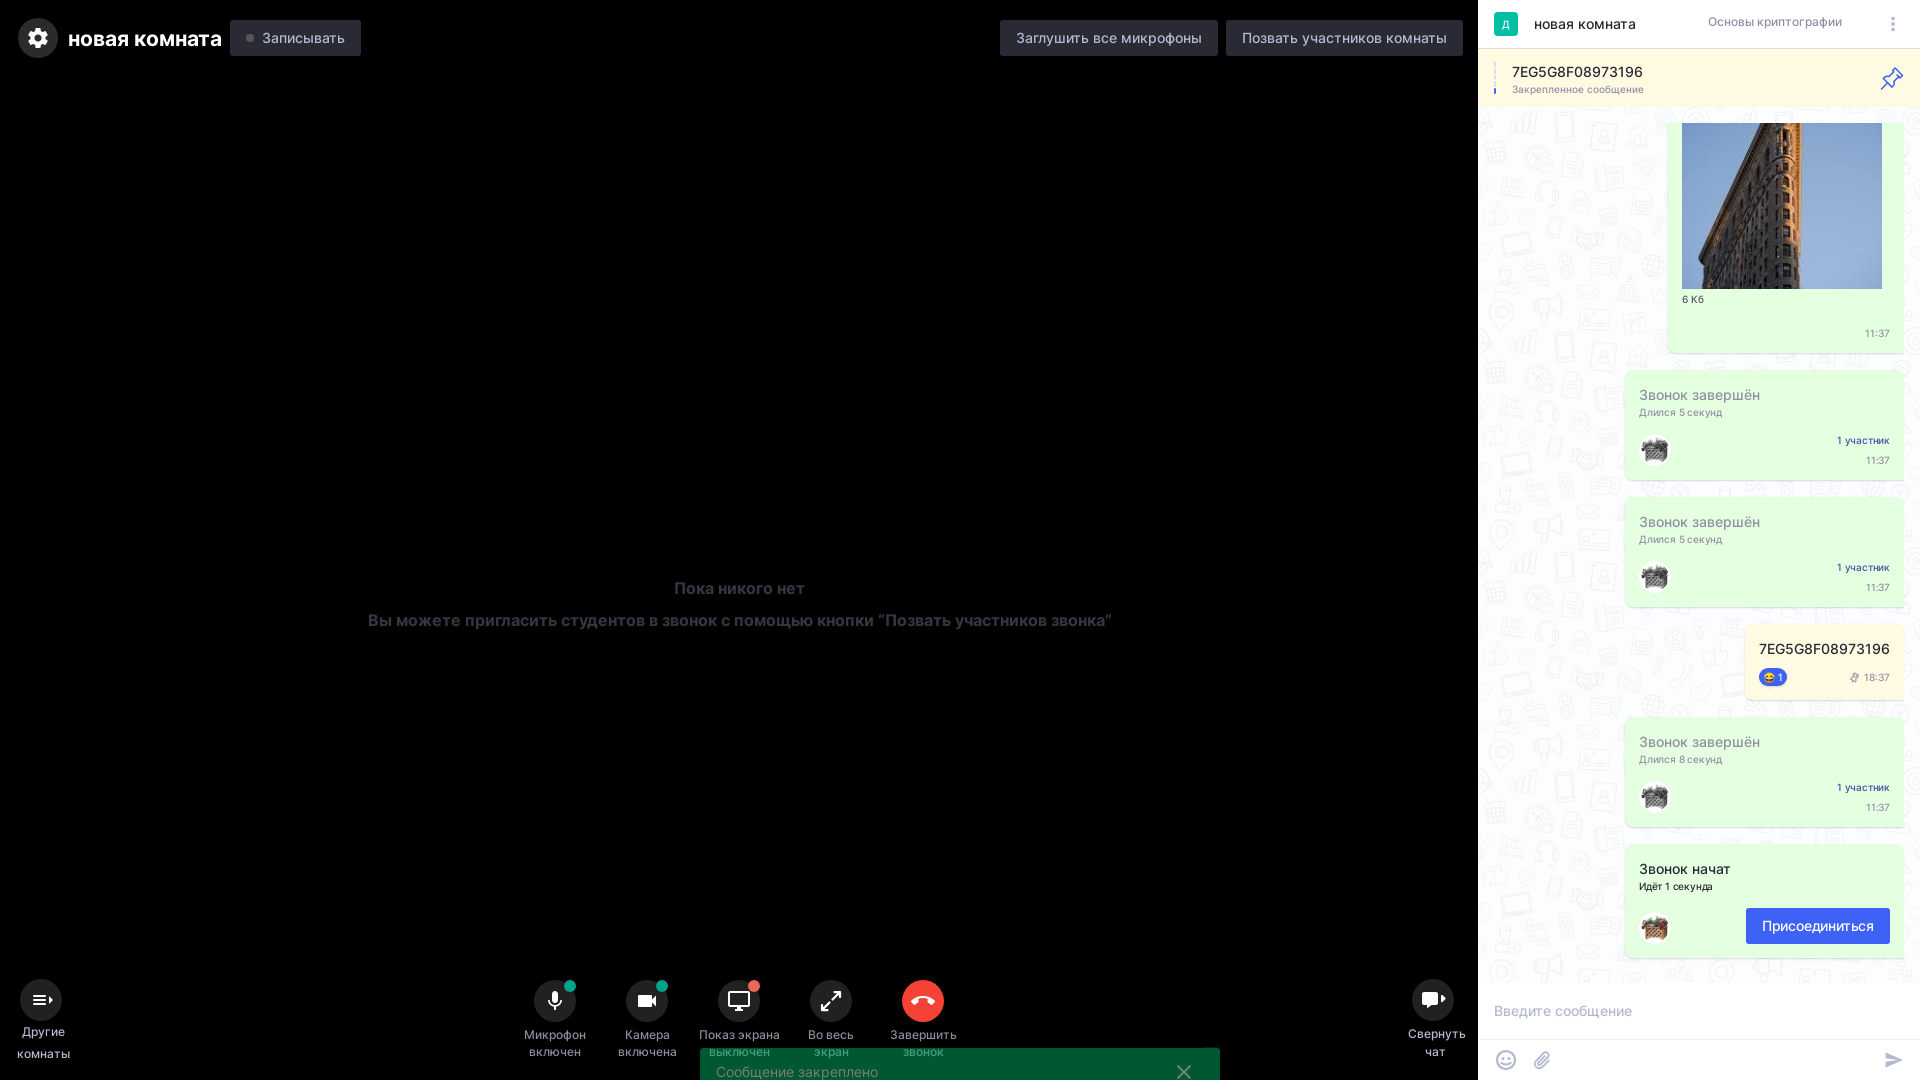 новая комната
Записывать
Заглушить все микрофоны
Позвать участников комнаты
Д
новая комната
Основы криптографии
7EG5G8F08973196
Закрепленное сообщение
6 Кб
11:37
Звонок завершён
Длился 5 секунд
1 участник
11:37
Звонок завершён
Длился 5 секунд
1 участник
11:37
7EG5G8F08973196
1
18:37
Звонок завершён
Длился 8 секунд
1 участник
11:37
Звонок начат
Идёт 1 секунда
Присоединиться
Пока никого нет
Вы можете пригласить студентов в звонок с помощью кнопки “Позвать участников звонка”
Другие
комнаты
Микрофон
включен
Камера
включена
Показ экрана
выключен
Во весь
экран
Завершить
звонок
Свернуть
чат
Сообщение закреплено
Введите сообщение